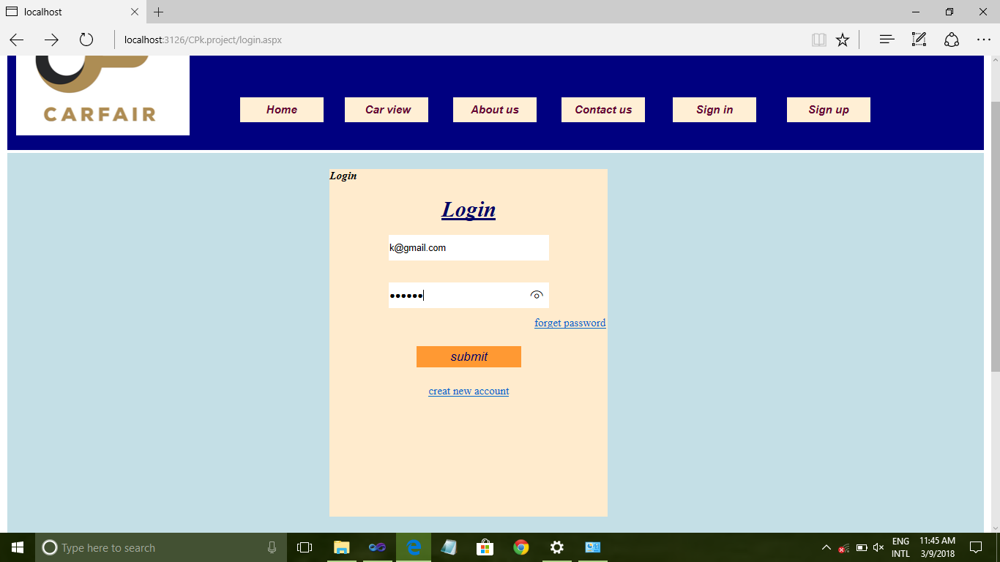 localhost
localhost:3126/CPk.project/login.aspx
CARFAIR
Home Car view About us Contact us Sign in Sign up
Login
Login
k@gmail.com
••••••
forget password
submit
creat new account
Type here to search
ENG 11:45 AM
INTL 3/9/2018